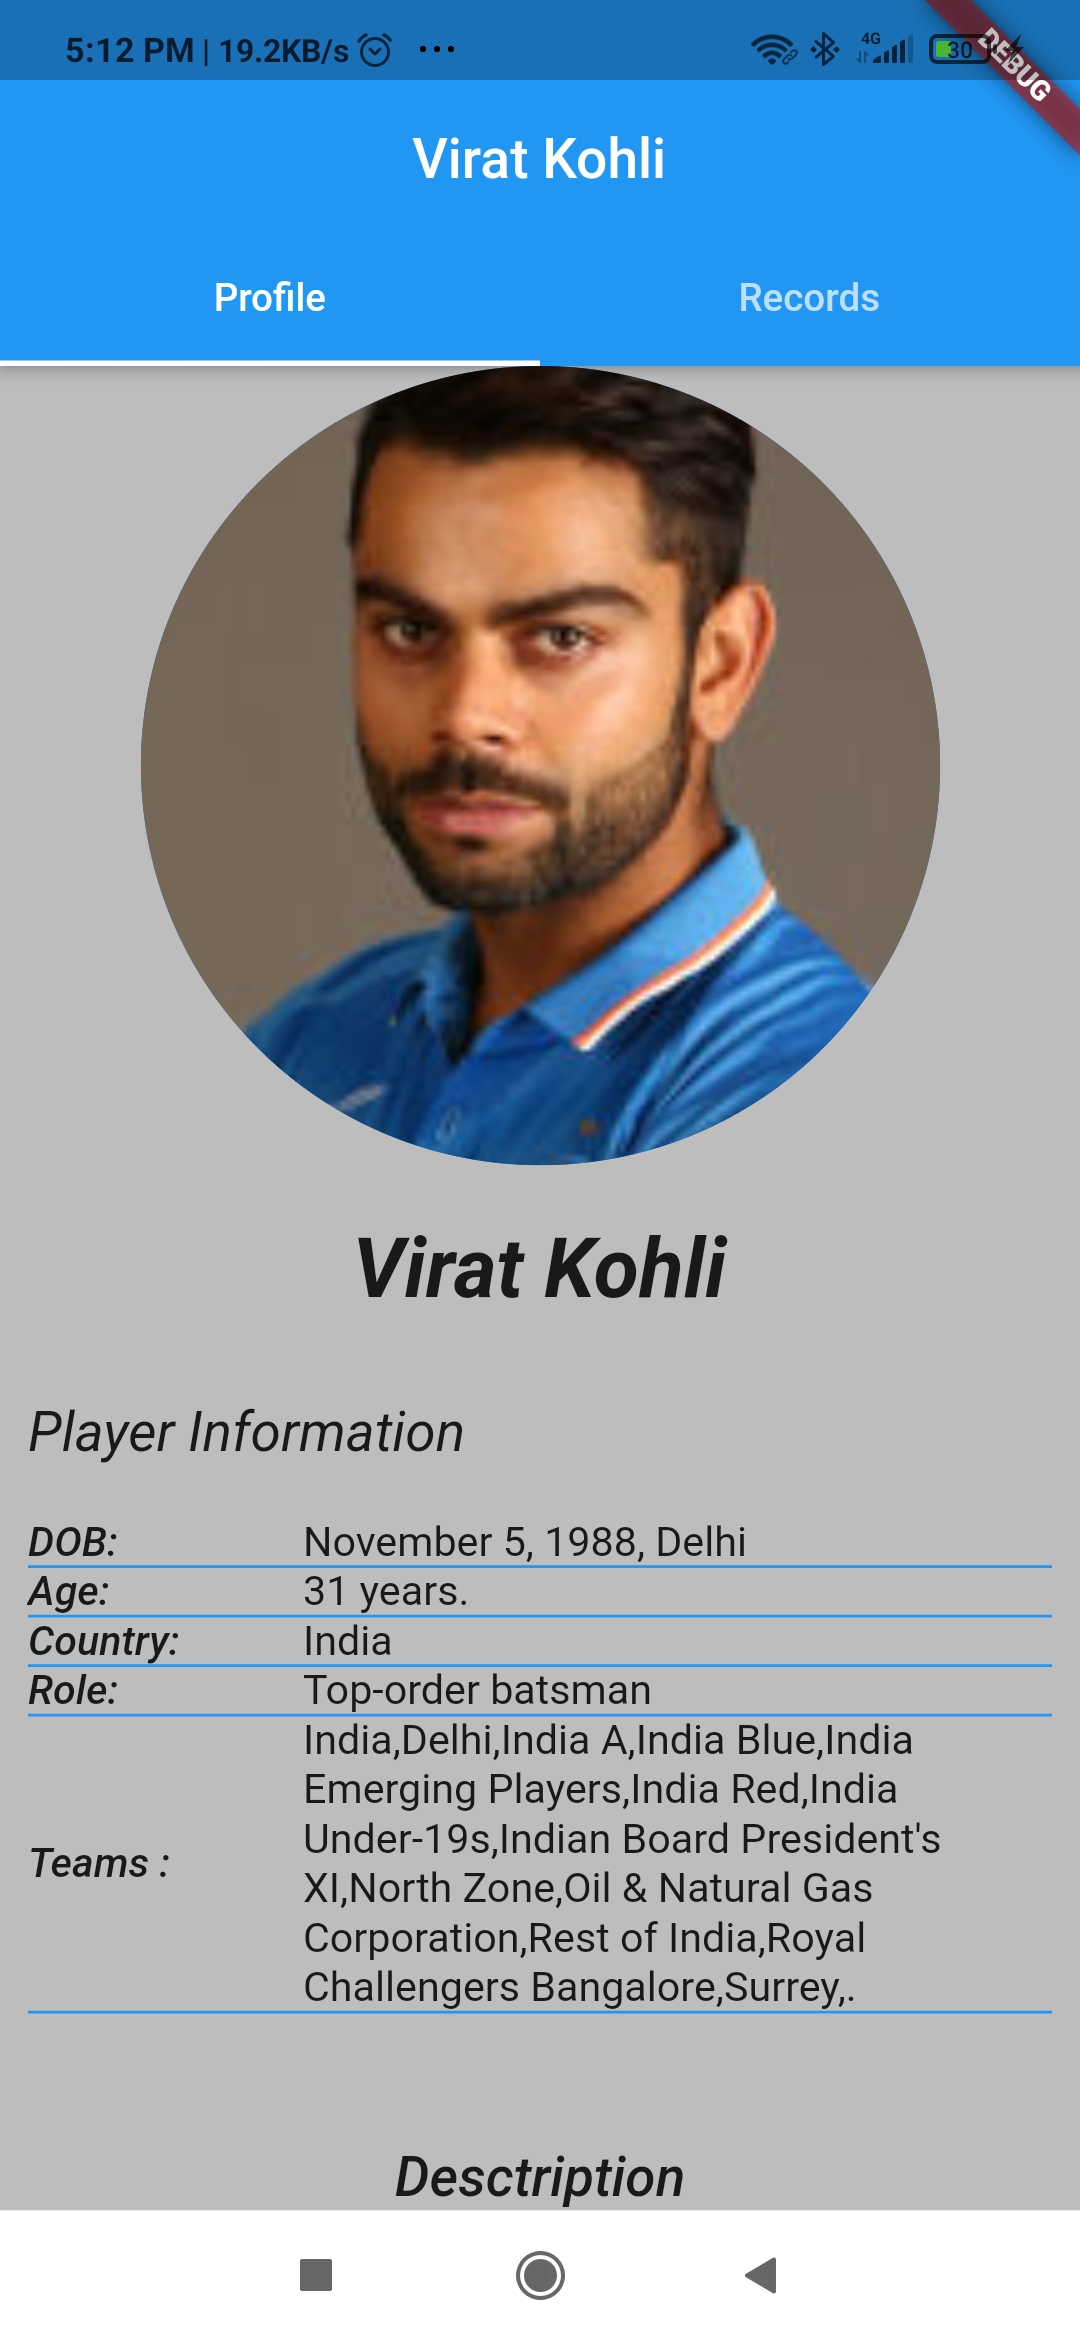 5:12 PM | 19.2KB/s ...
4G
30
DEBUG
Virat Kohli
Profile Records
Virat Kohli
Player Information
DOB: November 5, 1988, Delhi
Age: 31 years.
Country: India
Role: Top-order batsman
India,Delhi,India A,India Blue,India
Emerging Players,India Red,India
Under-19s,Indian Board President's
Teams :
XI,North Zone,Oil & Natural Gas
Corporation,Rest of India,Royal
Challengers Bangalore,Surrey,.
Desctription